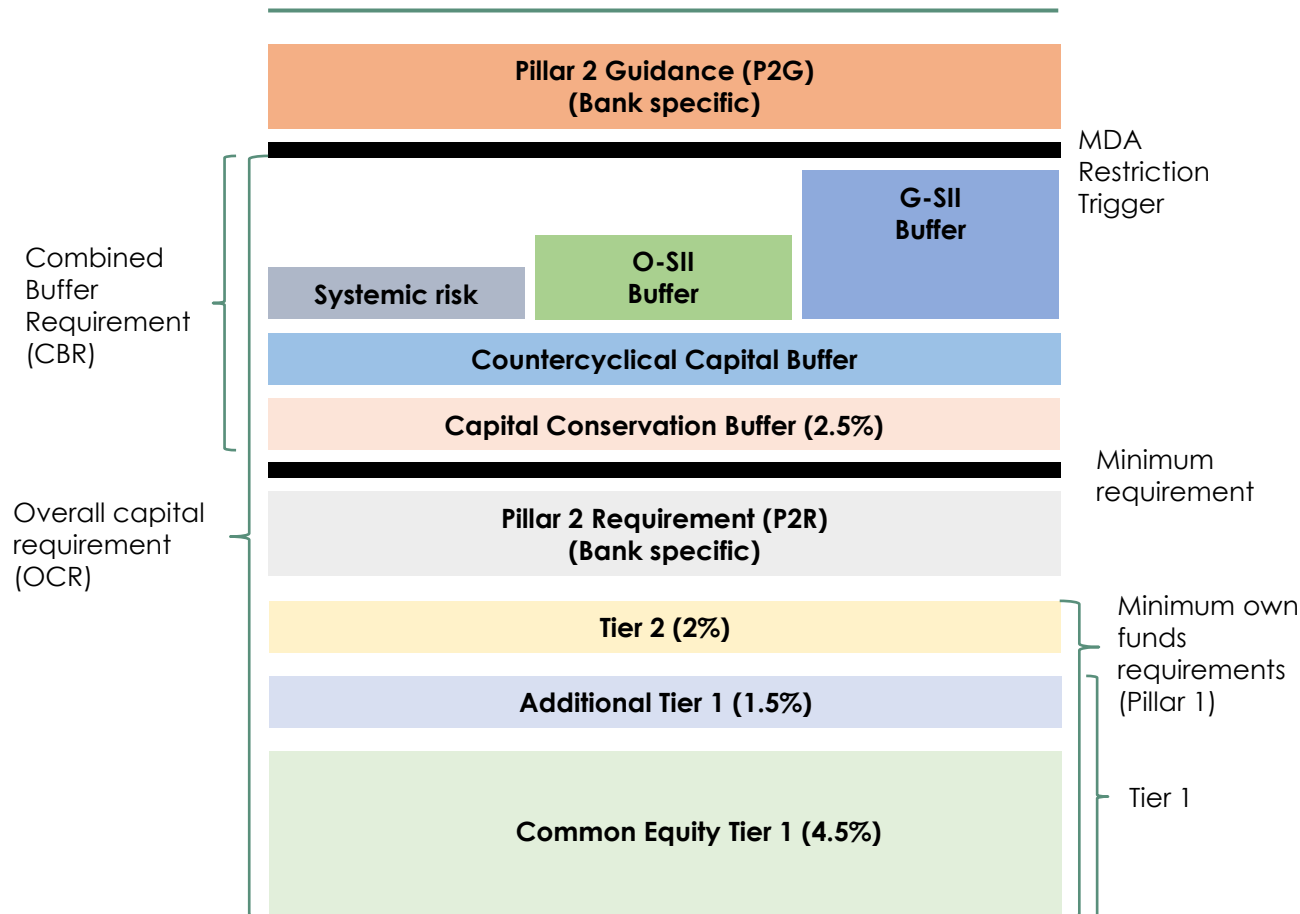 Pillar 2 Guidance (P2G)
(Bank specific)
MDA
Restriction
Trigger
G-SII
Buffer
O-SII
Buffer
Systemic risk
Combined
Buffer
Requirement
(CBR)
Countercyclical Capital Buffer
Capital Conservation Buffer (2.5%)
Minimum
requirement
Overall capital
requirement
(OCR)
Pillar 2 Requirement (P2R)
(Bank specific)
Tier 2 (2%)
Minimum own
funds
requirements
(Pillar 1)
Additional Tier 1 (1.5%)
Tier 1
Common Equity Tier 1 (4.5%)